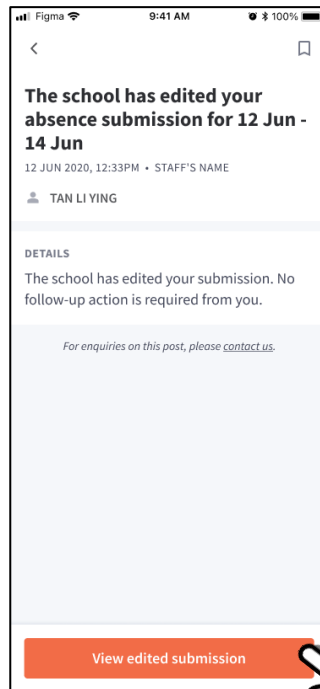 Figma 9:41 AM 100%
The school has edited your
absence submission for 12 Jun -
14 Jun
12 JUN 2020, 12:33PM • STAFF'S NAME
TAN LI YING
DETAILS
The school has edited your submission. No
follow-up action is required from you.
For enquiries on this post, please contact us.
View edited submission